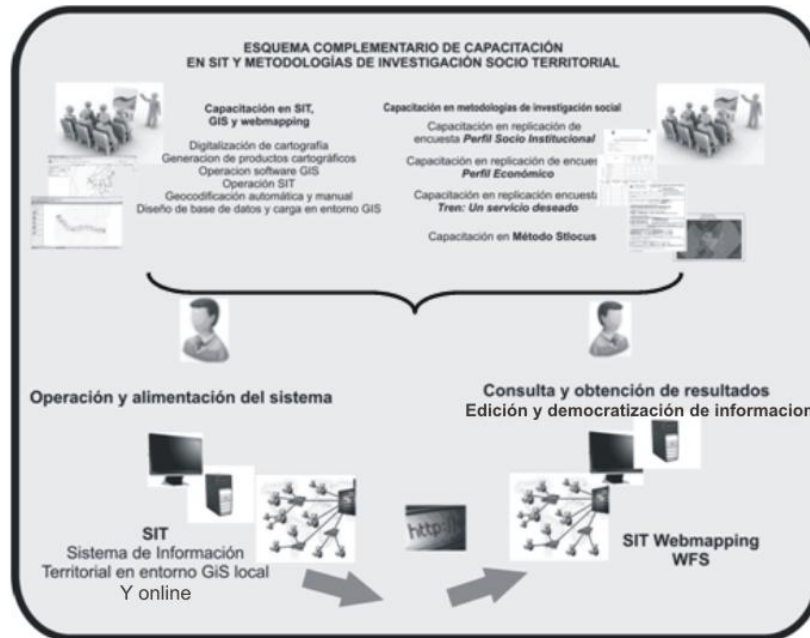 ESQUEMA COMPLEMENTARIO DE CAPACITACIÓN
EN SIT Y METODOLOGÍAS DE INVESTIGACIÓN SOCIO TERRITORIAL
Capacitación en SIT,
GIS y webmapping
Digitalización de cartografía
Generacion de productos cartográficos
Operacion software GIS
Operación SIT
Geocodificación automática y manual
Diseño de base de datos y carga en entorno GIS
Capacitación en metodologías de investigación social
Capacitación en replicación de
encuesta Perfil Socio Institucional
Capacitación en replicación de encues
Perfil Económico
Capacitación en replicación encuesta
Tren: Un servicio deseado
Capacitación en Método Stlocus
Operación y alimentación del sistema
Consulta y obtención de resultados
Edición y democratización de informacion
SIT
Sistema de Información
Territorial en entorno GiS local
Y online
http://
SIT Webmapping
WFS